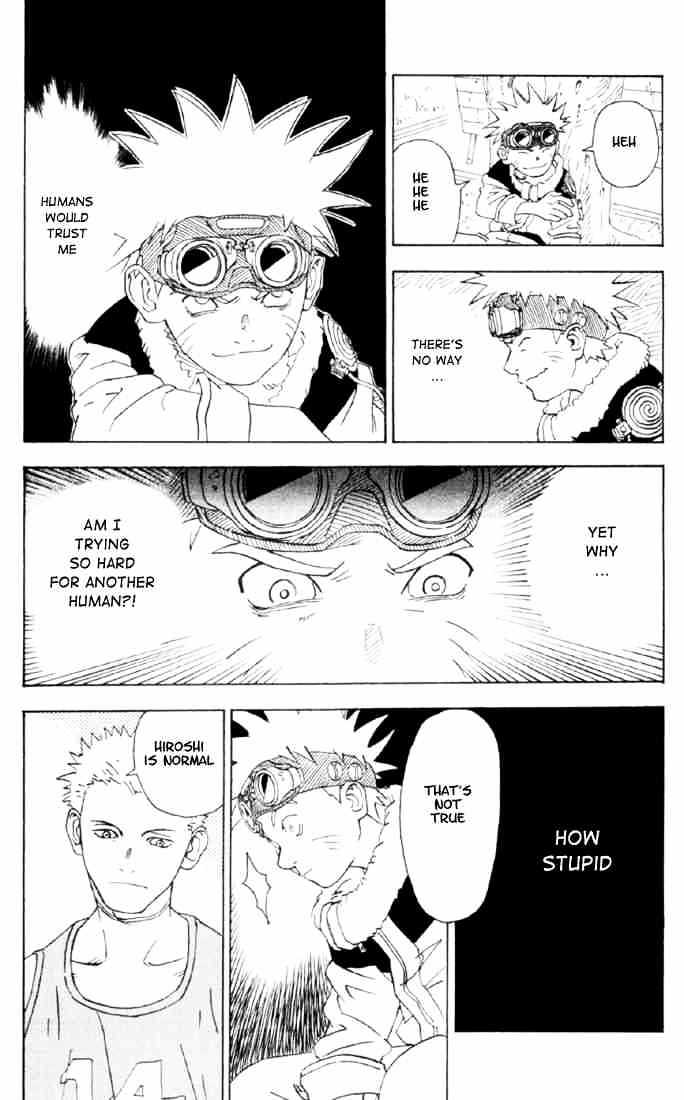 HEH
HE
HE
HE
THERE'S
NO WAY
...
HUMANS
WOULD
TRUST
ME
YET
WHY
...
AM I
TRYING
SO HARD
FOR ANOTHER
HUMAN?!
HOW
STUPID
THAT'S
NOT
TRUE
HIROSHI
IS NORMAL
14